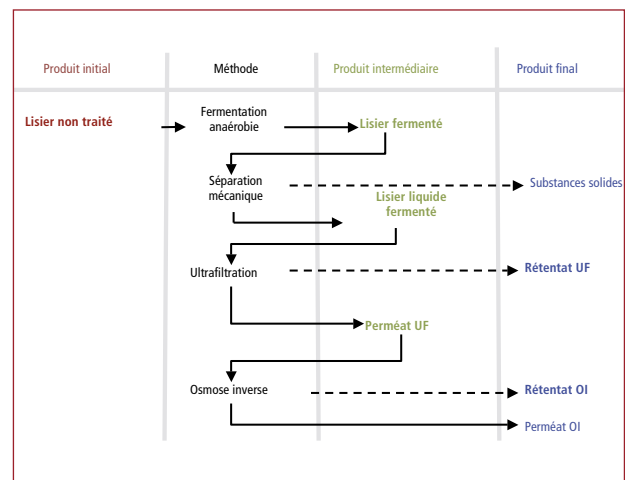 Produit initial Méthode Produit intermédiaire Produit final
Lisier non traité
Fermentation
anaérobie
Lisier fermenté
Séparation
mécanique
Substances solides
Lisier liquide
fermenté
Ultrafiltration
Rétentat UF
Perméat UF
Osmose inverse
Rétentat OI
Perméat OI